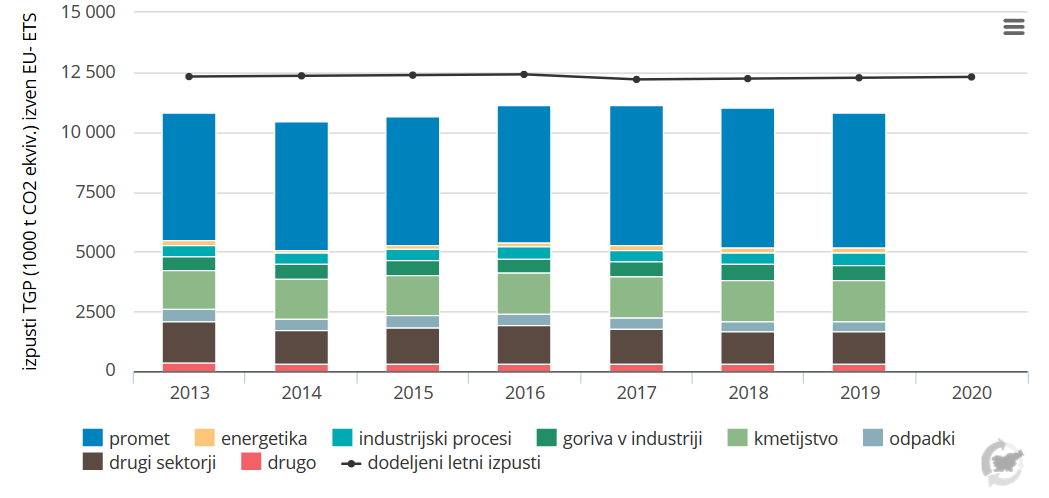 izpusti TGP (1000 t CO2 ekviv.) izven EU- ETS
15 000
12 500
10 000
7500
5000
2500
0
2013 2014 2015 2016 2017 2018 2019 2020
promet energetika industrijski procesi goriva v industriji kmetijstvo odpadki
drugi sektorji drugo dodeljeni letni izpusti